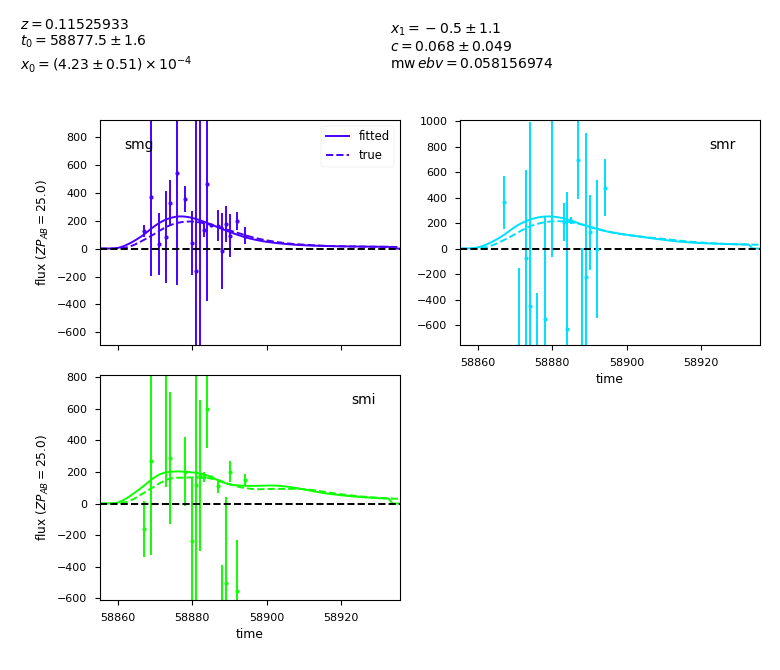 z = 0.11525933
t₀ = 58877.5 ± 1.6
x₀ = (4.23 ± 0.51) × 10⁻⁴
x₁ = −0.5 ± 1.1
c = 0.068 ± 0.049
mw ebv = 0.058156974
smg
fitted
true
800
600
400
200
0
−200
−400
−600
flux (ZP_AB = 25.0)
smr
1000
800
600
400
200
0
−200
−400
−600
58860 58880 58900 58920
time
smi
800
600
400
200
0
−200
−400
−600
flux (ZP_AB = 25.0)
58860 58880 58900 58920
time